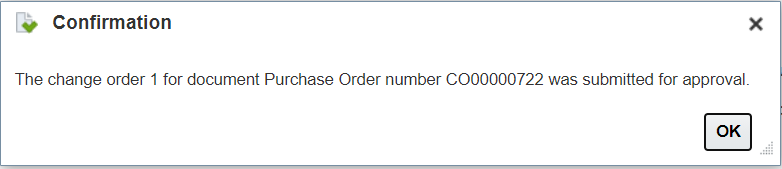 Confirmation
The change order 1 for document Purchase Order number CO00000722 was submitted for approval.
OK